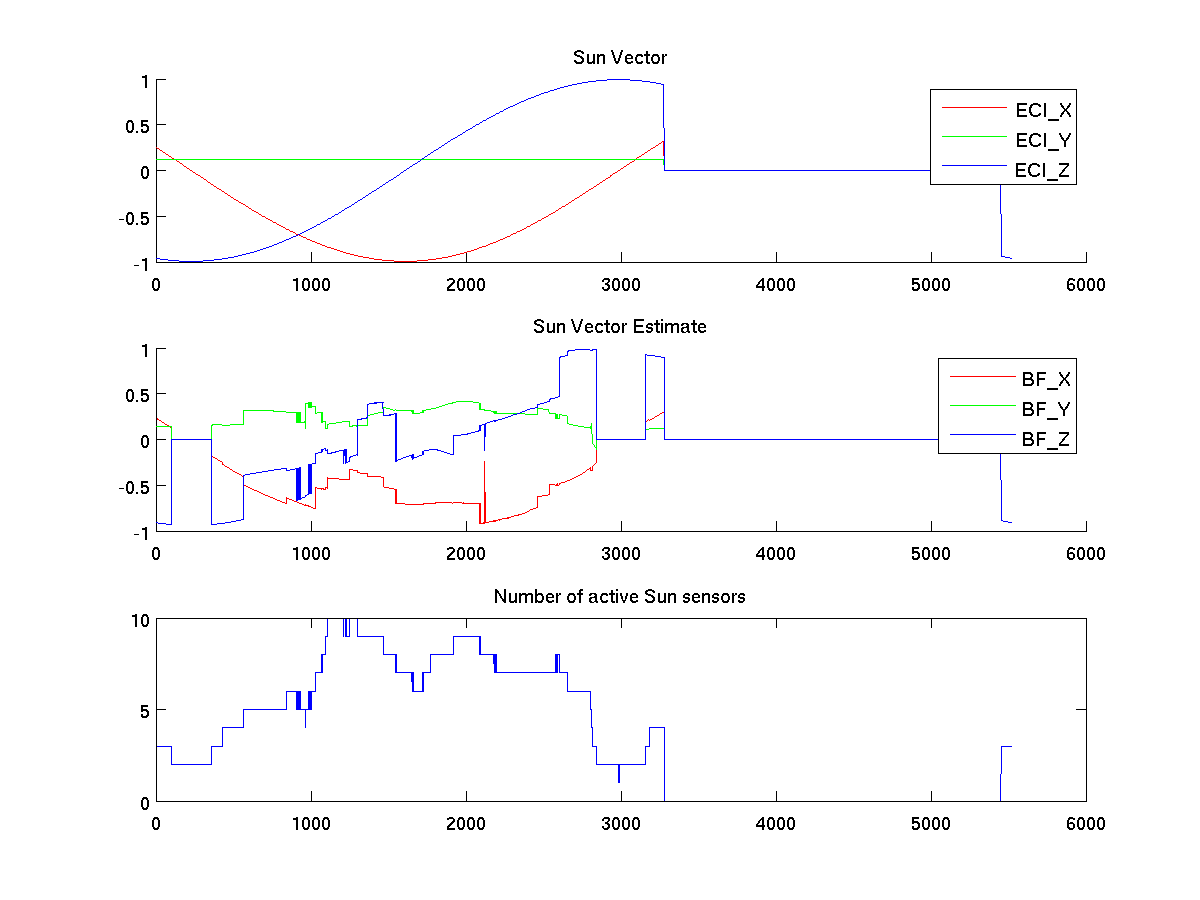 Sun Vector
1
0.5
0
-0.5
-1
0 1000 2000 3000 4000 5000 6000
ECI_X
ECI_Y
ECI_Z
Sun Vector Estimate
1
0.5
0
-0.5
-1
0 1000 2000 3000 4000 5000 6000
BF_X
BF_Y
BF_Z
Number of active Sun sensors
10
5
0
0 1000 2000 3000 4000 5000 6000